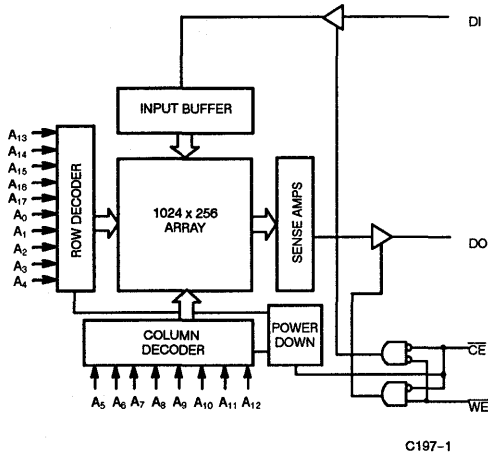 DI
INPUT BUFFER
A13
A14
A15
A16
A17
A0
A1
A2
A3
A4
ROW DECODER
1024 x 256
ARRAY
SENSE AMPS
DO
COLUMN
DECODER
POWER
DOWN
CE
WE
A5 A6 A7 A8 A9 A10 A11 A12
C197-1